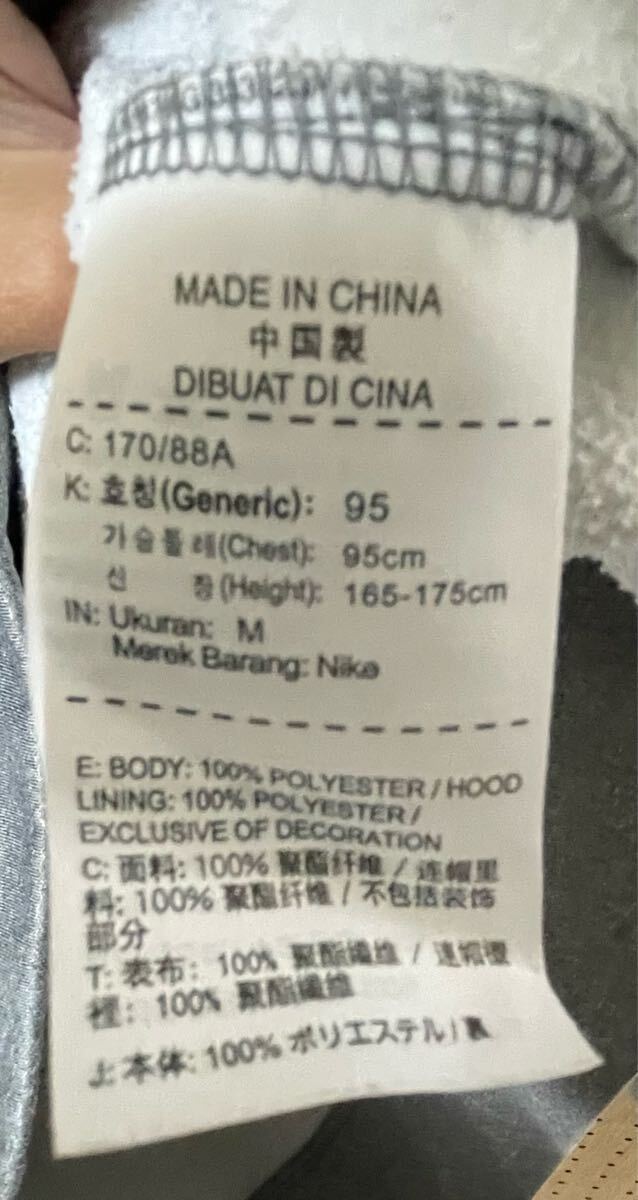 MADE IN CHINA
中国製
DIBUAT DI CINA
C: 170/88A
K: 호칭(Generic): 95
가슴둘레(Chest): 95cm
신 장(Height): 165-175cm
IN: Ukuran: M
Merek Barang: Nike
E: BODY: 100% POLYESTER / HOOD
LINING: 100% POLYESTER /
EXCLUSIVE OF DECORATION
C: 面料: 100% 聚酯纤维 / 连帽里
料: 100% 聚酯纤维 / 不包括装饰
部分
T: 表布: 100% 聚酯纖維 / 連帽襯
裡: 100% 聚酯纖維
J: 本体: 100% ポリエステル / 裏